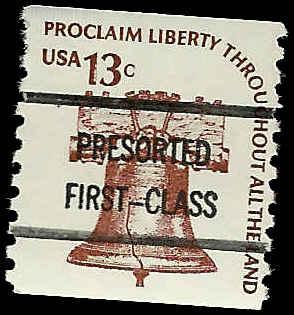 PROCLAIM LIBERTY THROUGHOUT ALL THE LAND
USA 13c
PRESORTED
FIRST-CLASS